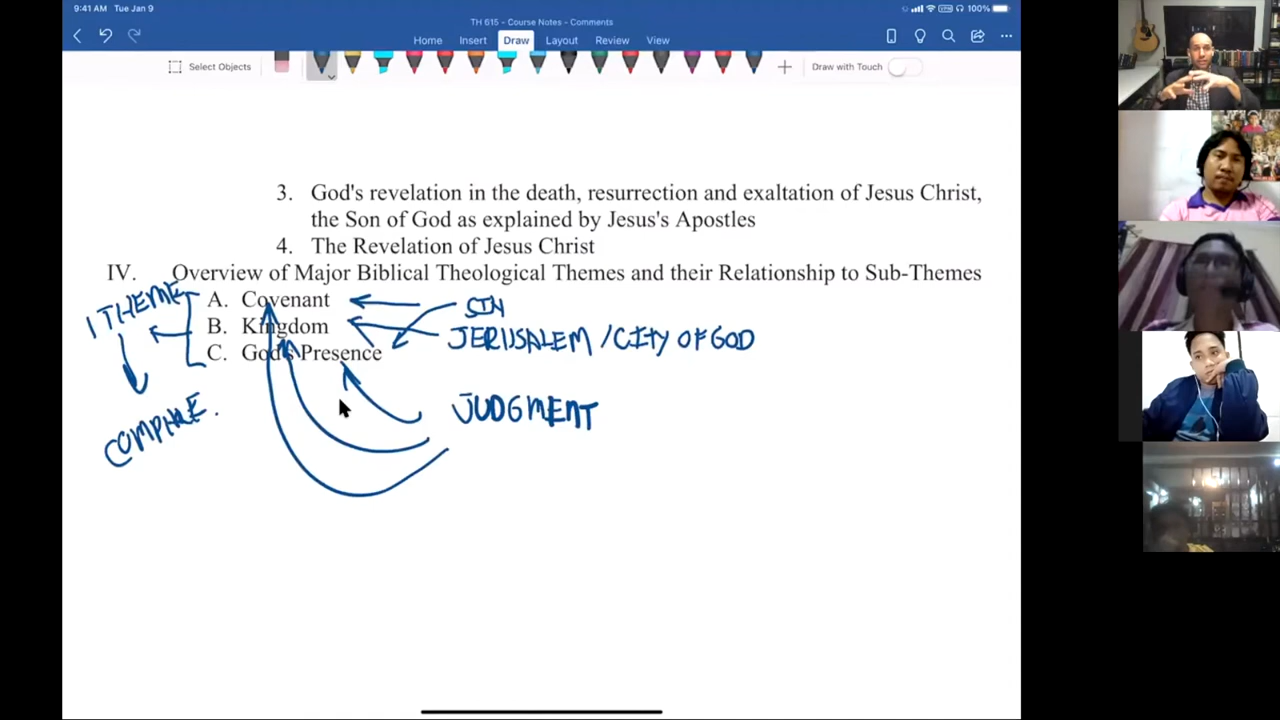 9:41 AM Tue Jan 9
100%
TH 615 - Course Notes - Comments
Home Insert Draw Layout Review View
Select Objects
Draw with Touch
3. God's revelation in the death, resurrection and exaltation of Jesus Christ,
the Son of God as explained by Jesus's Apostles
4. The Revelation of Jesus Christ
IV. Overview of Major Biblical Theological Themes and their Relationship to Sub-Themes
1 THEME
A. Covenant
SIN
B. Kingdom
JERUSALEM / CITY OF GOD
C. God's Presence
JUDGMENT